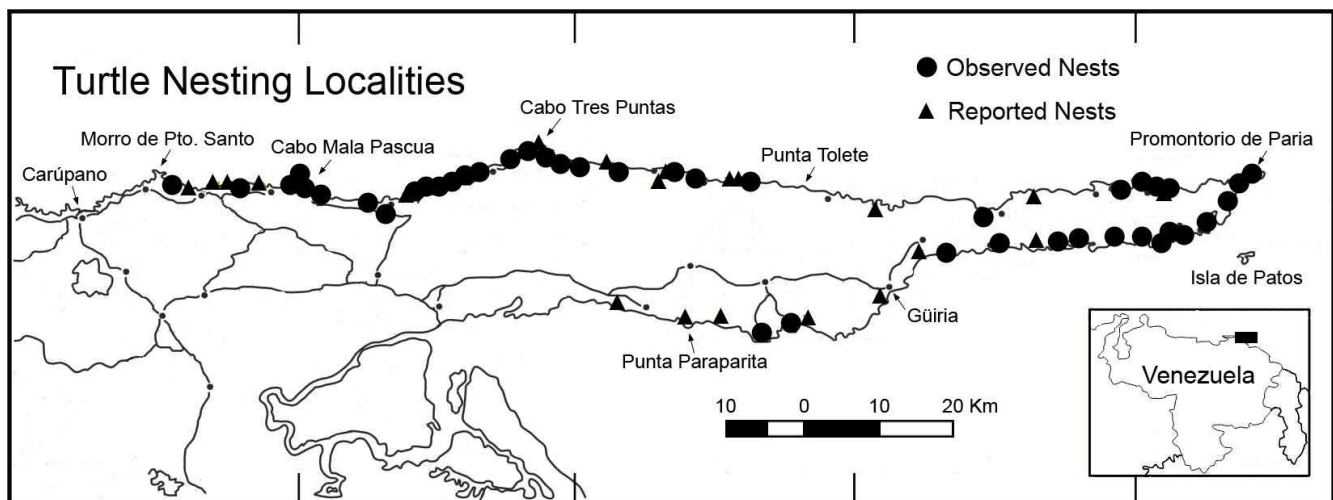 Turtle Nesting Localities
Observed Nests
Reported Nests
Cabo Tres Puntas
Morro de Pto. Santo
Cabo Mala Pascua
Promontorio de Paria
Carúpano
Punta Tolete
Isla de Patos
Güiria
Punta Paraparita
Venezuela
10 0 10 20 Km